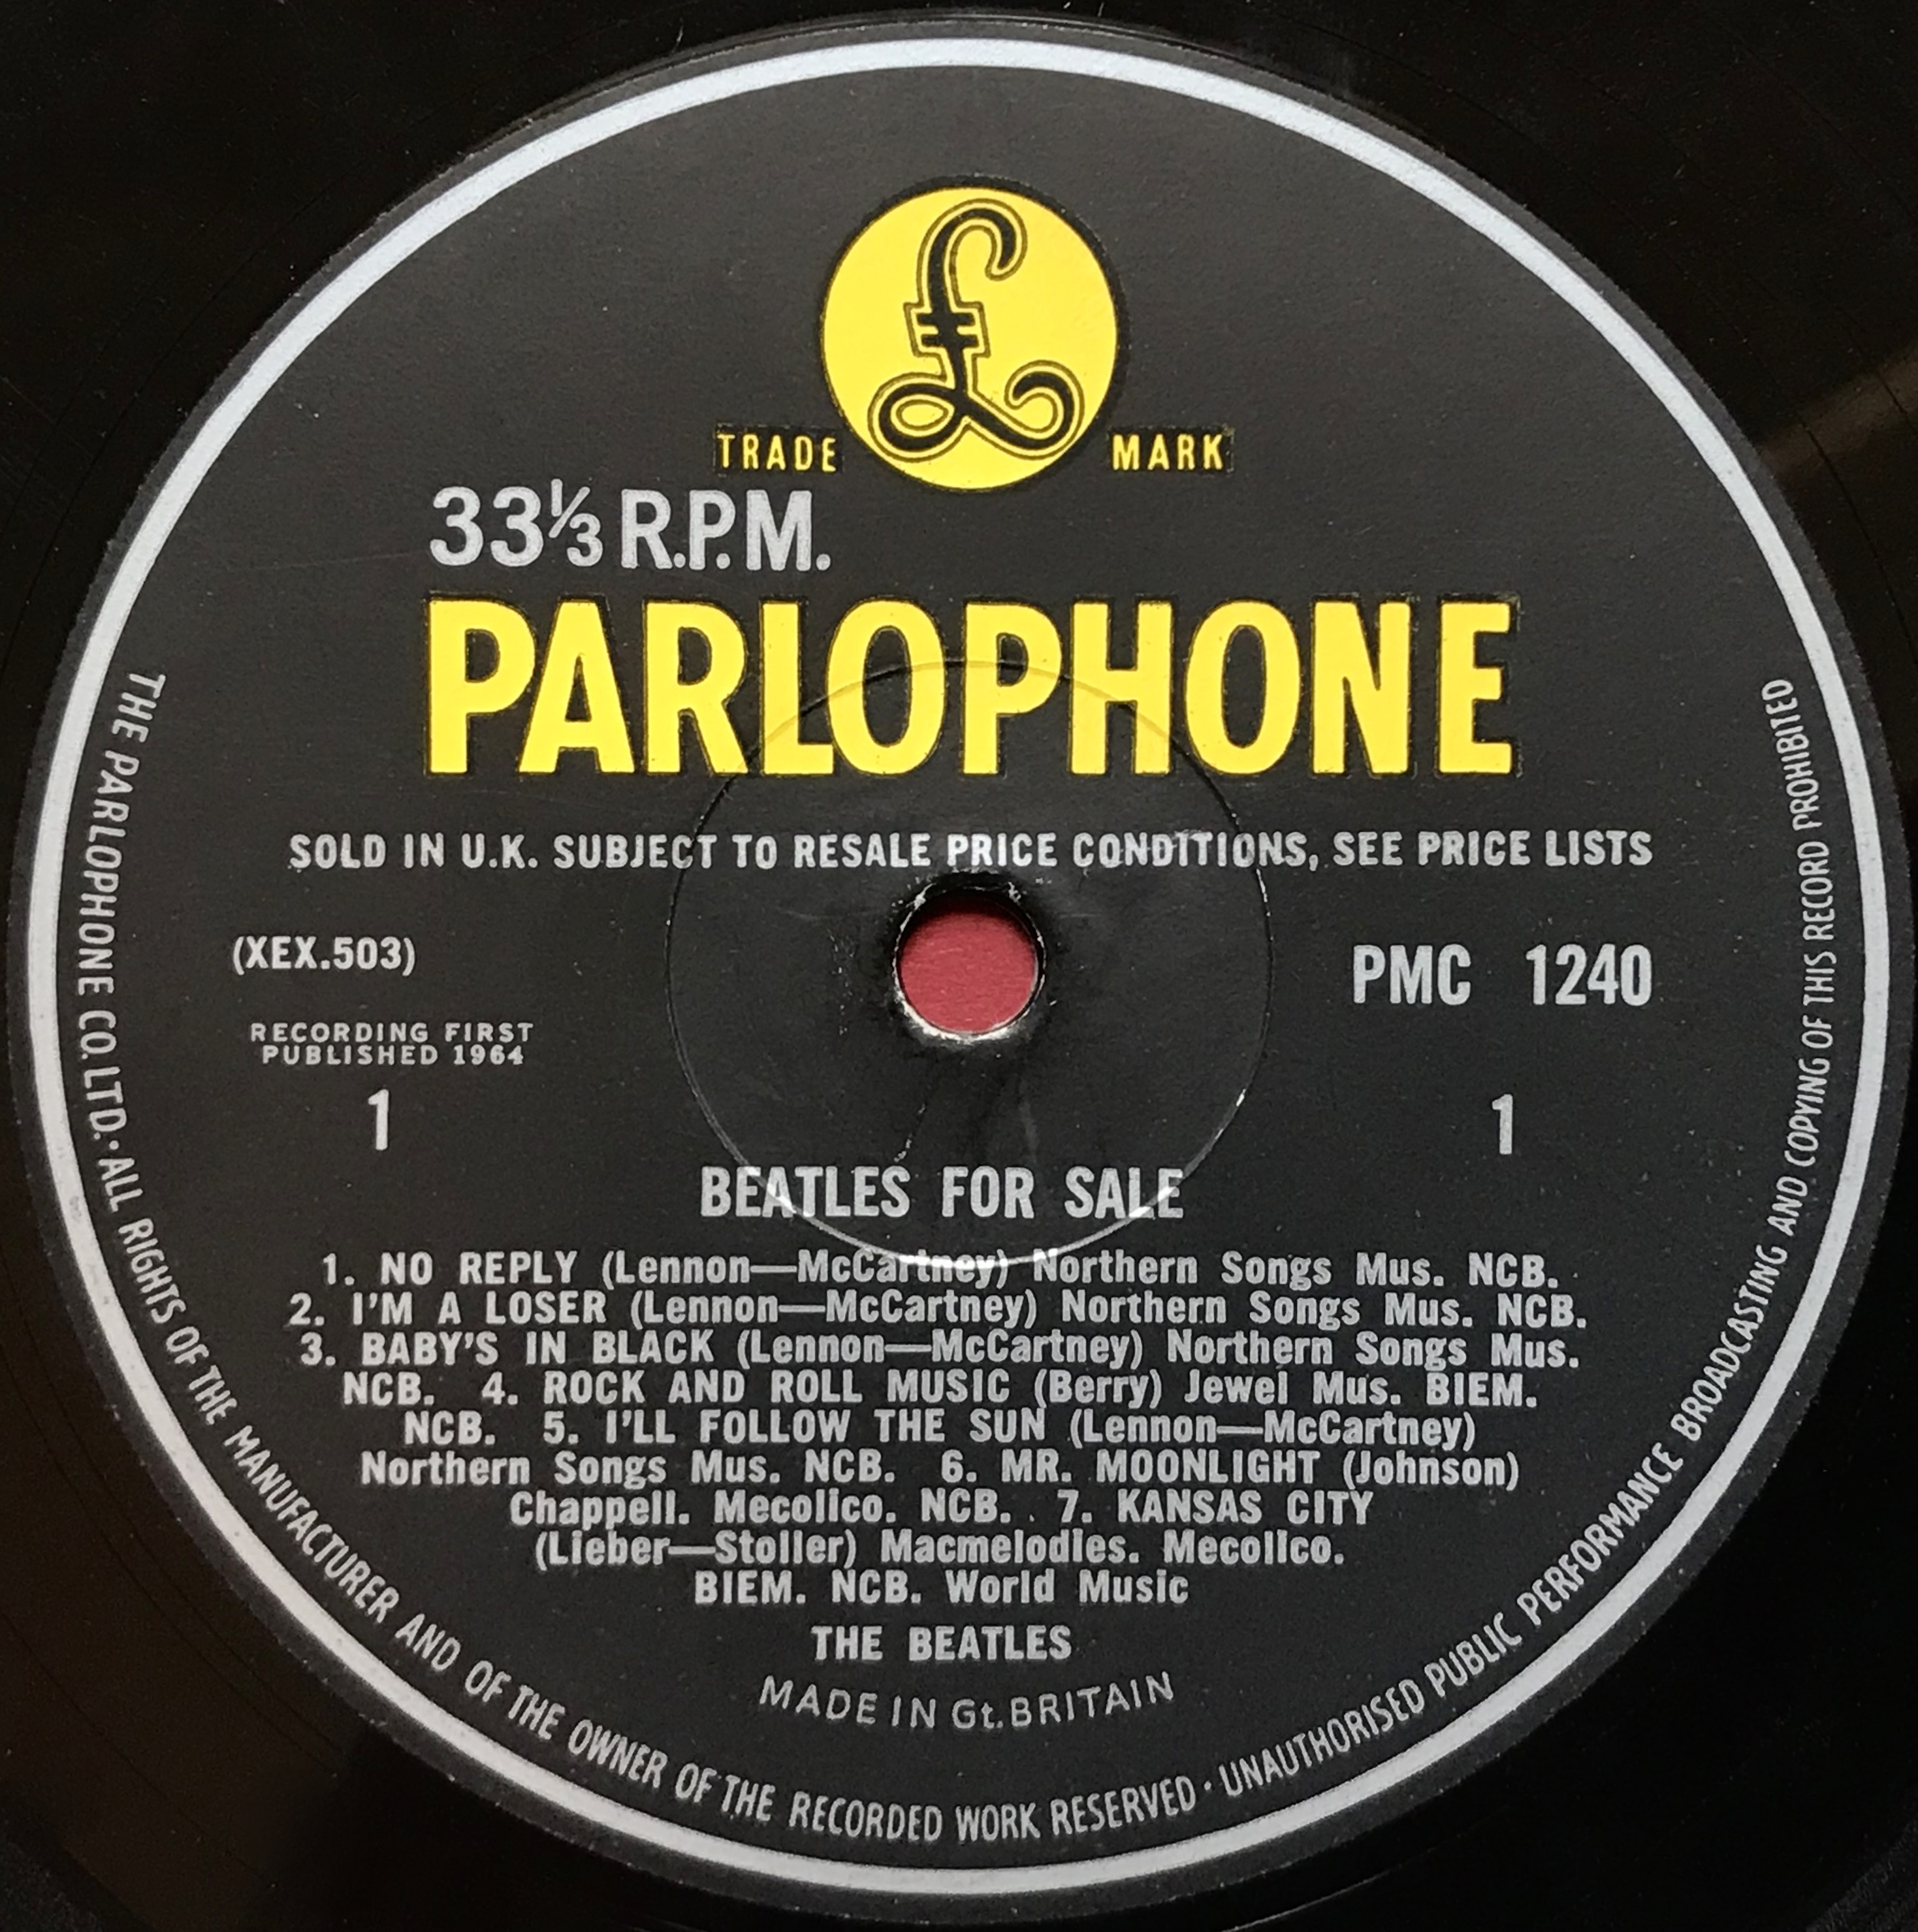 £
TRADE MARK
33⅓ R.P.M.
PARLOPHONE
SOLD IN U.K. SUBJECT TO RESALE PRICE CONDITIONS, SEE PRICE LISTS
(XEX.503)
PMC 1240
RECORDING FIRST
PUBLISHED 1964
1
1
BEATLES FOR SALE
1. NO REPLY (Lennon—McCartney) Northern Songs Mus. NCB.
2. I'M A LOSER (Lennon—McCartney) Northern Songs Mus. NCB.
3. BABY'S IN BLACK (Lennon—McCartney) Northern Songs Mus.
NCB. 4. ROCK AND ROLL MUSIC (Berry) Jewel Mus. BIEM.
NCB. 5. I'LL FOLLOW THE SUN (Lennon—McCartney)
Northern Songs Mus. NCB. 6. MR. MOONLIGHT (Johnson)
Chappell. Mecolico. NCB. 7. KANSAS CITY
(Lieber—Stoller) Macmelodies. Mecolico.
BIEM. NCB. World Music
THE BEATLES
MADE IN Gt. BRITAIN
THE PARLOPHONE CO. LTD. · ALL RIGHTS OF THE MANUFACTURER AND OF THE OWNER OF THE RECORDED WORK RESERVED · UNAUTHORISED PUBLIC PERFORMANCE BROADCASTING AND COPYING OF THIS RECORD PROHIBITED